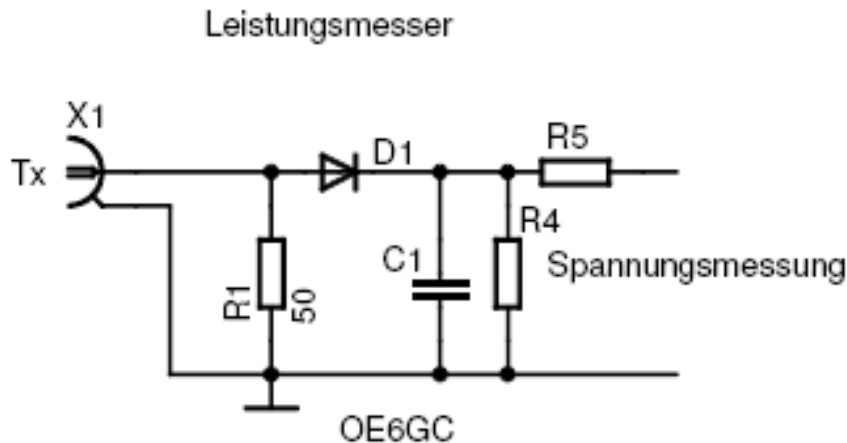 Leistungsmesser
X1
Tx
D1
R5
R4
C1
Spannungsmessung
R1
50
OE6GC